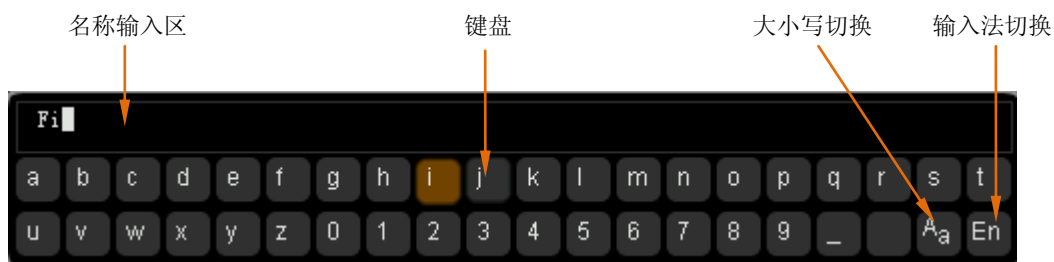 名称输入区 键盘 大小写切换 输入法切换
Fi
a b c d e f g h i j k l m n o p q r s t
u v w x y z 0 1 2 3 4 5 6 7 8 9 _ Aa En